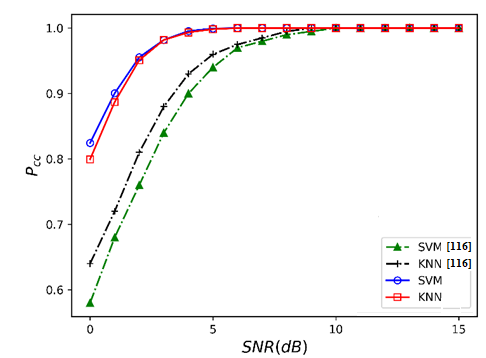 1.0
0.9
0.8
0.7
0.6
Pcc
0 5 10 15
SNR(dB)
SVM [116]
KNN [116]
SVM
KNN